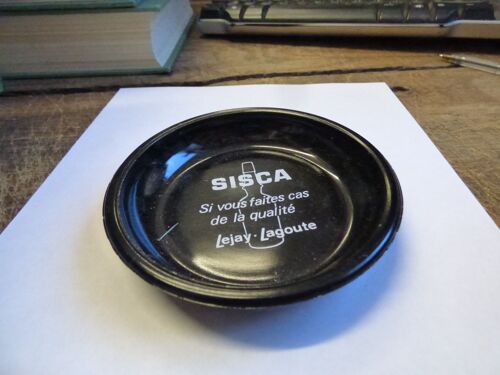 SISCA
Si vous faites cas
de la qualité
Lejay - Lagoute